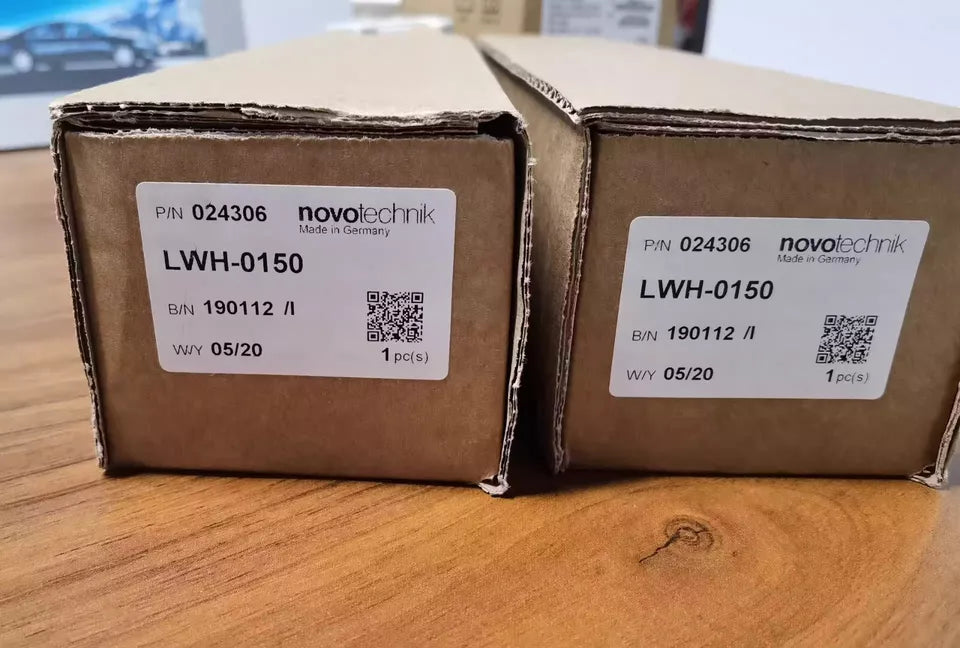 P/N 024306 novotechnik
Made in Germany
LWH-0150
B/N 190112 /I
W/Y 05/20
1 pc(s)
P/N 024306 novotechnik
Made in Germany
LWH-0150
B/N 190112 /I
W/Y 05/20
1 pc(s)